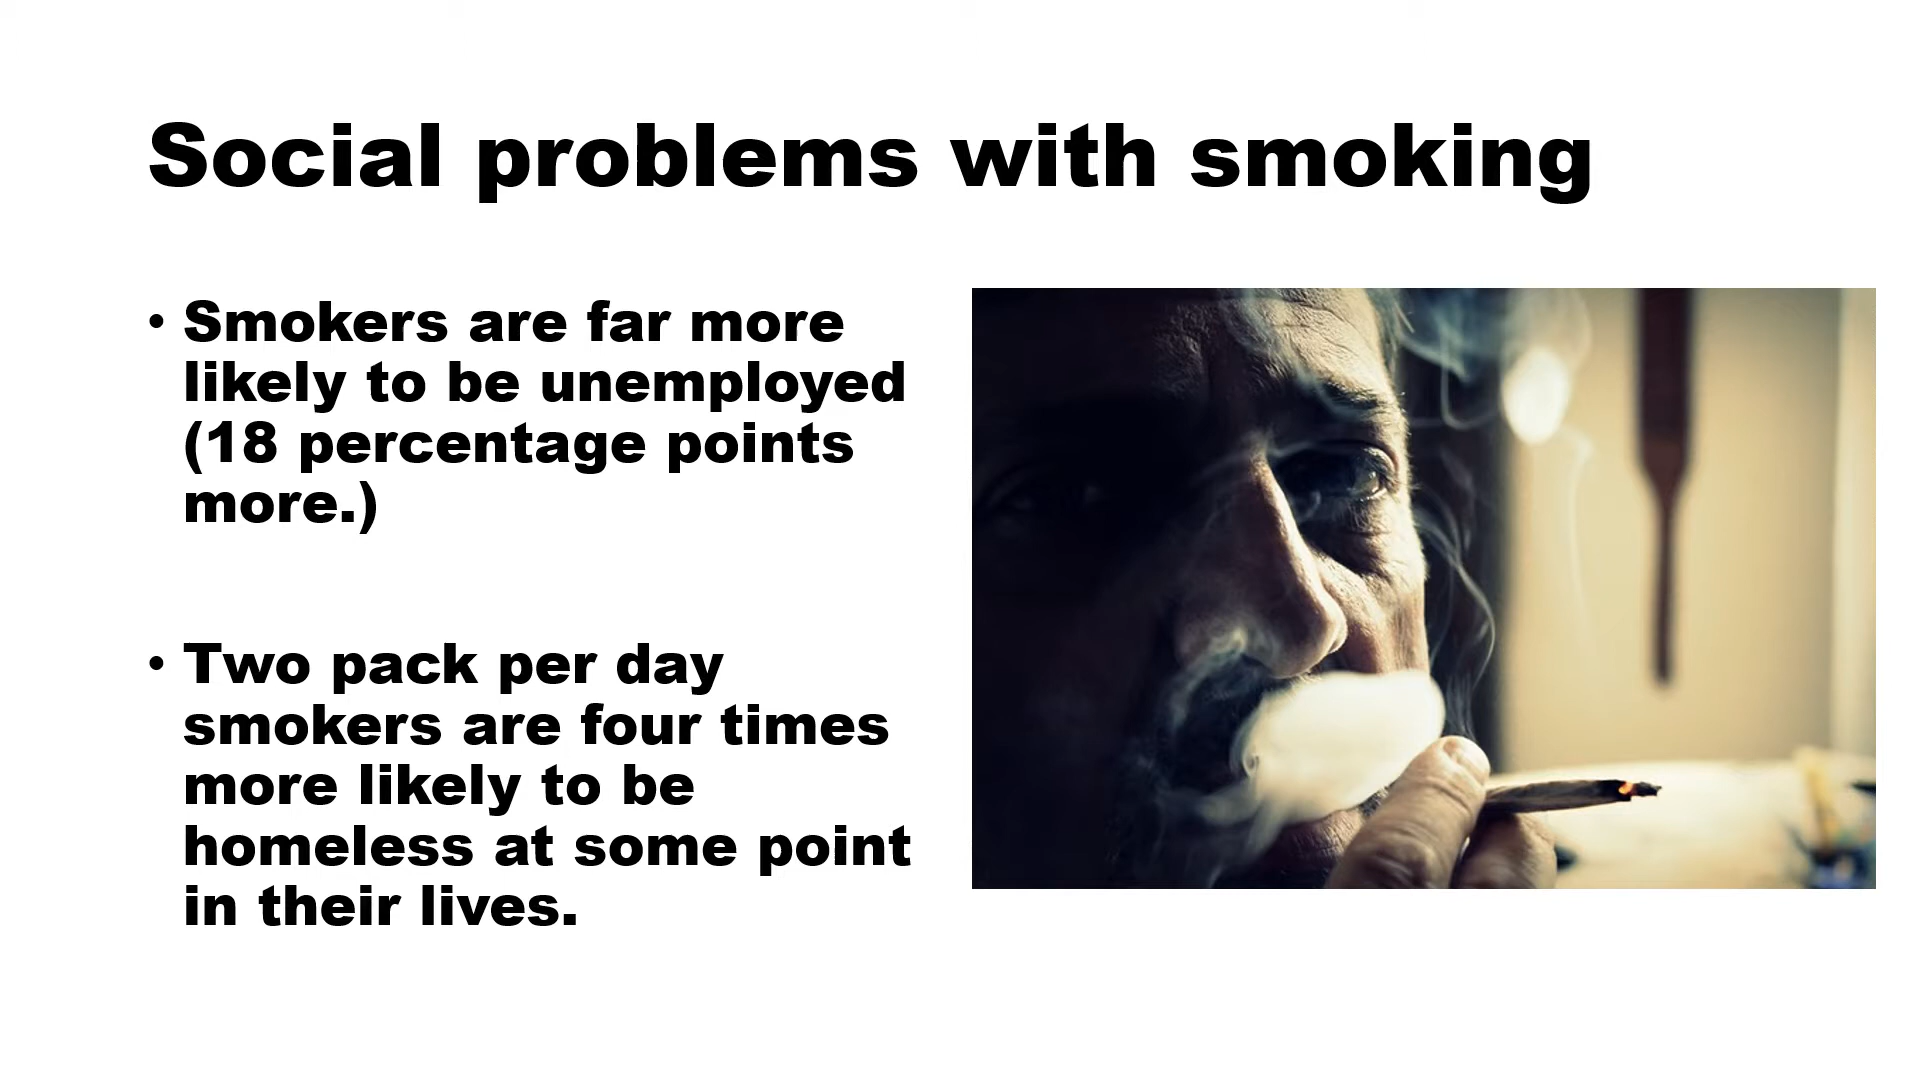 Social problems with smoking
• Smokers are far more
likely to be unemployed
(18 percentage points
more.)
• Two pack per day
smokers are four times
more likely to be
homeless at some point
in their lives.